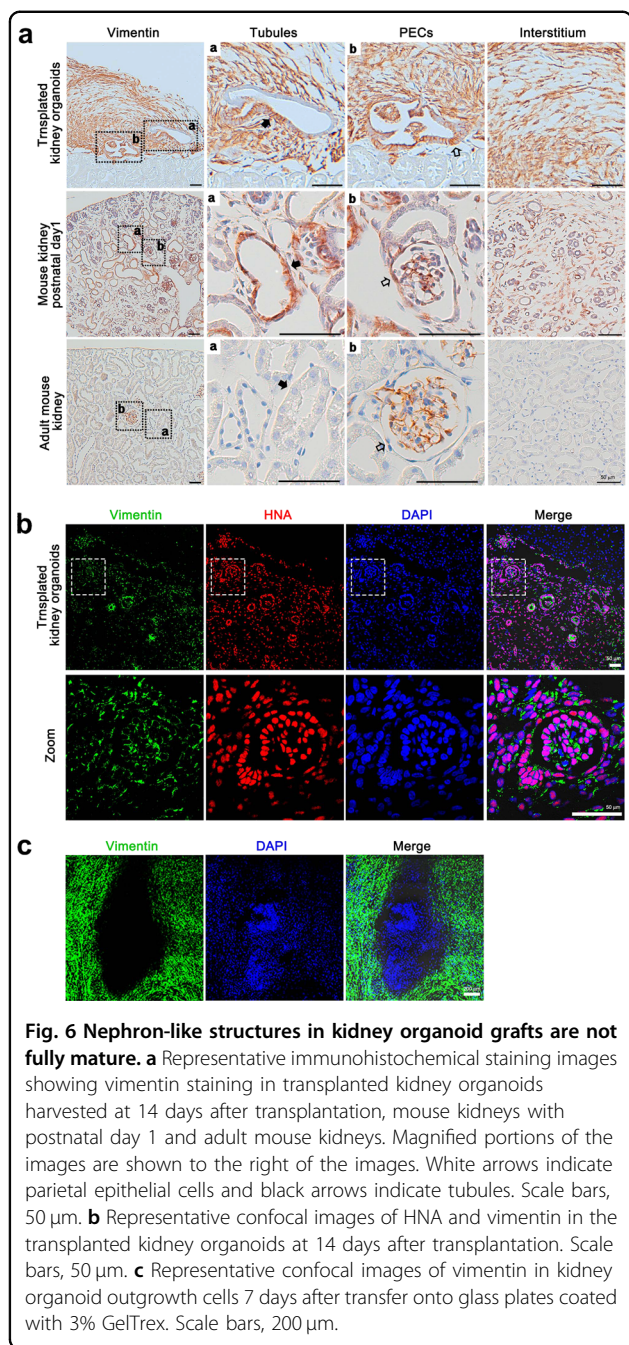 a
Vimentin Tubules PECs Interstitium
Trnsplated
kidney organoids
a
b
a
b
Mouse kidney
postnatal day1
a
b
a
b
Adult mouse
kidney
b
a
a
b
50 μm
b
Vimentin HNA DAPI Merge
Trnsplated
kidney organoids
50 μm
Zoom
50 μm
c
Vimentin DAPI Merge
Fig. 6 Nephron-like structures in kidney organoid grafts are not
fully mature. a Representative immunohistochemical staining images
showing vimentin staining in transplanted kidney organoids
harvested at 14 days after transplantation, mouse kidneys with
postnatal day 1 and adult mouse kidneys. Magnified portions of the
images are shown to the right of the images. White arrows indicate
parietal epithelial cells and black arrows indicate tubules. Scale bars,
50 μm. b Representative confocal images of HNA and vimentin in the
transplanted kidney organoids at 14 days after transplantation. Scale
bars, 50 μm. c Representative confocal images of vimentin in kidney
organoid outgrowth cells 7 days after transfer onto glass plates coated
with 3% GelTrex. Scale bars, 200 μm.